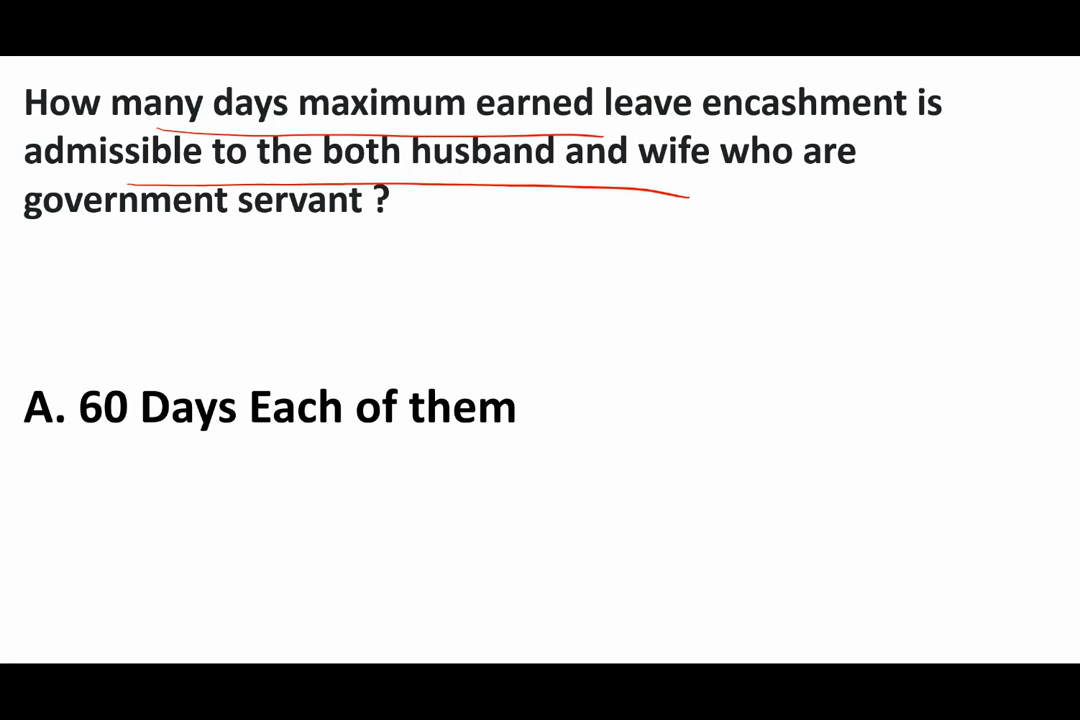 How many days maximum earned leave encashment is
admissible to the both husband and wife who are
government servant ?
A. 60 Days Each of them